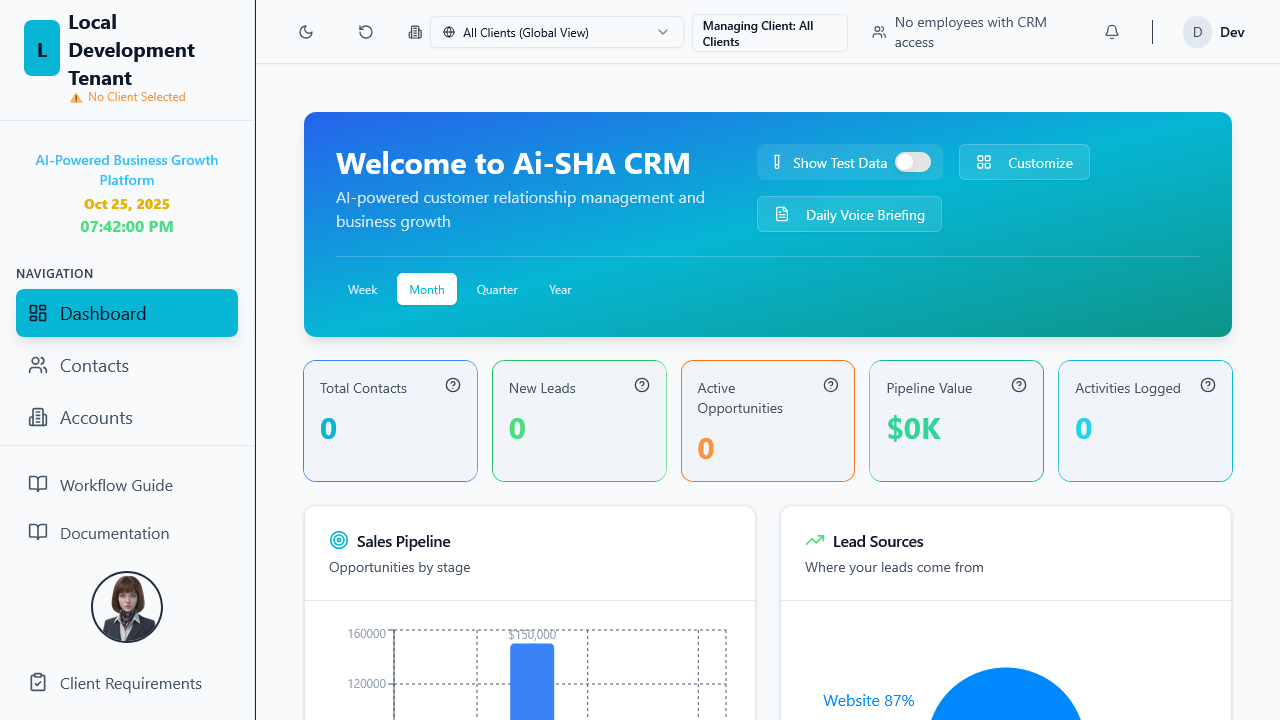 L
Local
Development
Tenant
⚠️ No Client Selected
AI-Powered Business Growth
Platform
Oct 25, 2025
07:42:00 PM
NAVIGATION
Dashboard
Contacts
Accounts
Workflow Guide
Documentation
Client Requirements
All Clients (Global View)
Managing Client: All
Clients
No employees with CRM
access
D
Dev
Welcome to Ai-SHA CRM
AI-powered customer relationship management and
business growth
Show Test Data
Customize
Daily Voice Briefing
Week
Month
Quarter
Year
Total Contacts
0
New Leads
0
Active
Opportunities
0
Pipeline Value
$0K
Activities Logged
0
Sales Pipeline
Opportunities by stage
160000
$150,000
120000
Lead Sources
Where your leads come from
Website 87%